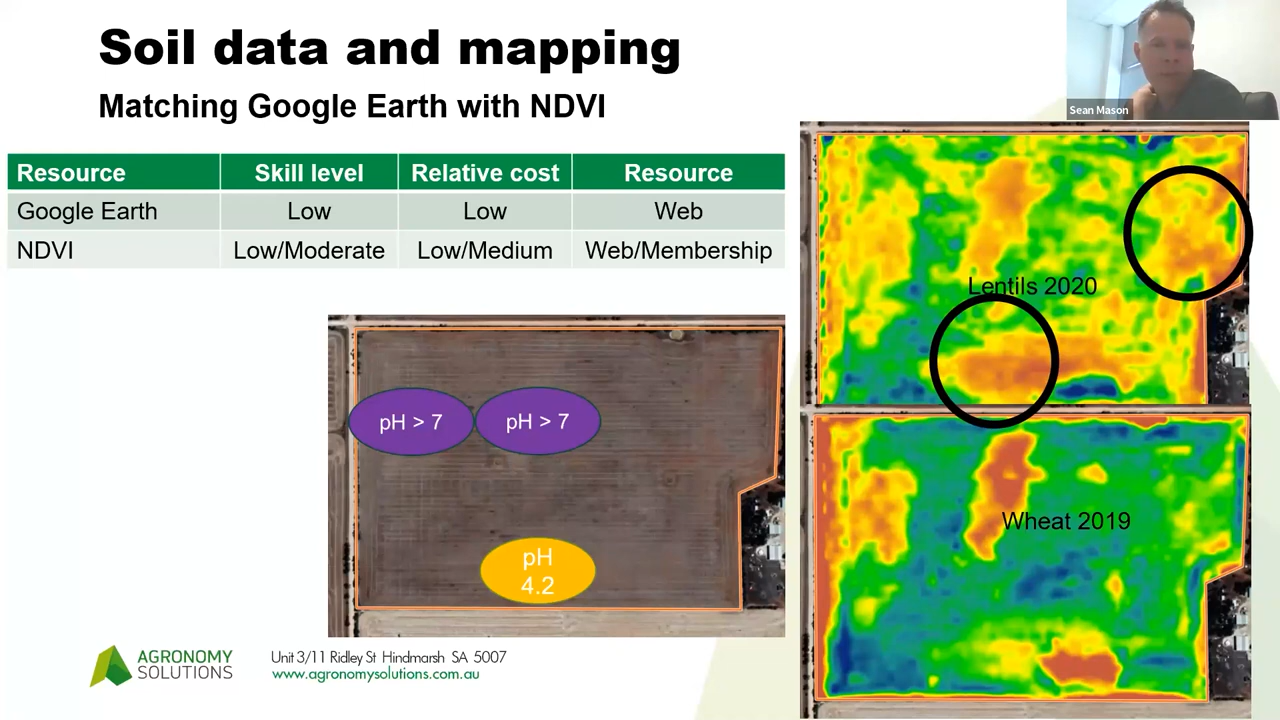 Soil data and mapping
Matching Google Earth with NDVI
Sean Mason
Resource Skill level Relative cost Resource
Google Earth Low Low Web
NDVI Low/Moderate Low/Medium Web/Membership
Lentils 2020
pH > 7 pH > 7
Wheat 2019
pH
4.2
AGRONOMY
SOLUTIONS
Unit 3/11 Ridley St Hindmarsh SA 5007
www.agronomysolutions.com.au